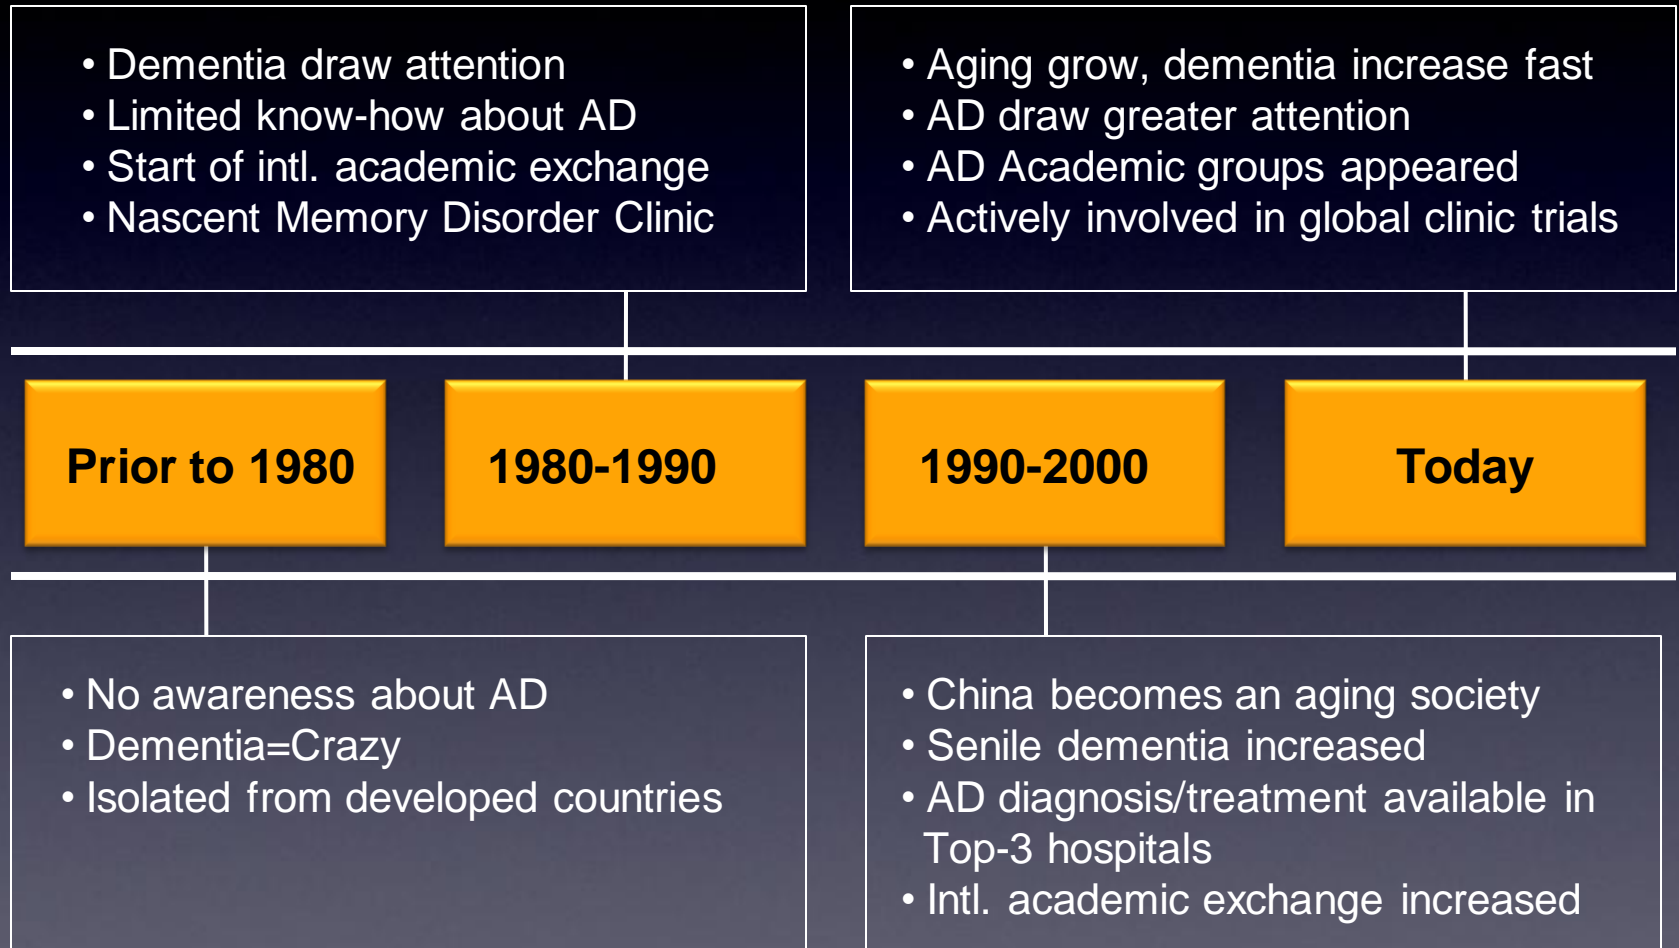 • Dementia draw attention
• Limited know-how about AD
• Start of intl. academic exchange
• Nascent Memory Disorder Clinic
• Aging grow, dementia increase fast
• AD draw greater attention
• AD Academic groups appeared
• Actively involved in global clinic trials
Prior to 1980
1980-1990
1990-2000
Today
• No awareness about AD
• Dementia=Crazy
• Isolated from developed countries
• China becomes an aging society
• Senile dementia increased
• AD diagnosis/treatment available in
Top-3 hospitals
• Intl. academic exchange increased